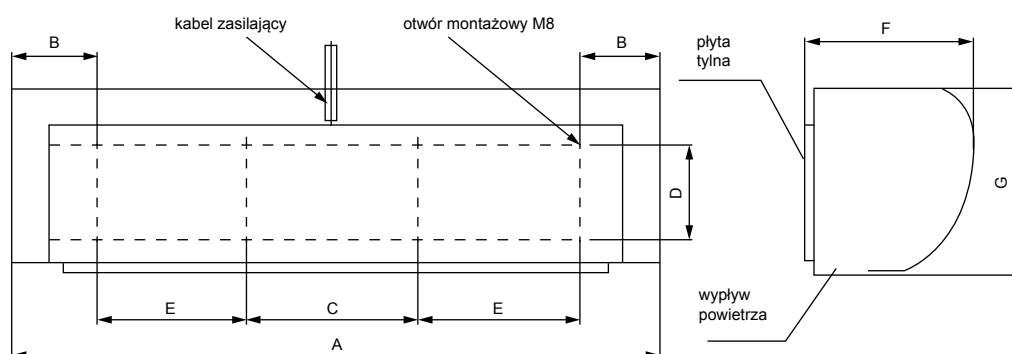 kabel zasilający
otwór montażowy M8
B
B
płyta
tylna
F
D
G
E
C
E
A
wypływ
powietrza